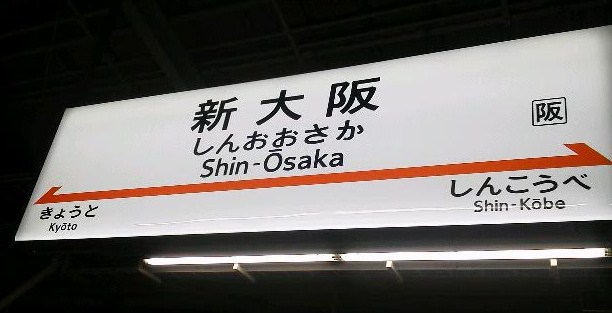 新大阪
しんおおさか
Shin-Ōsaka
阪
きょうと
Kyōto
しんこうべ
Shin-Kōbe